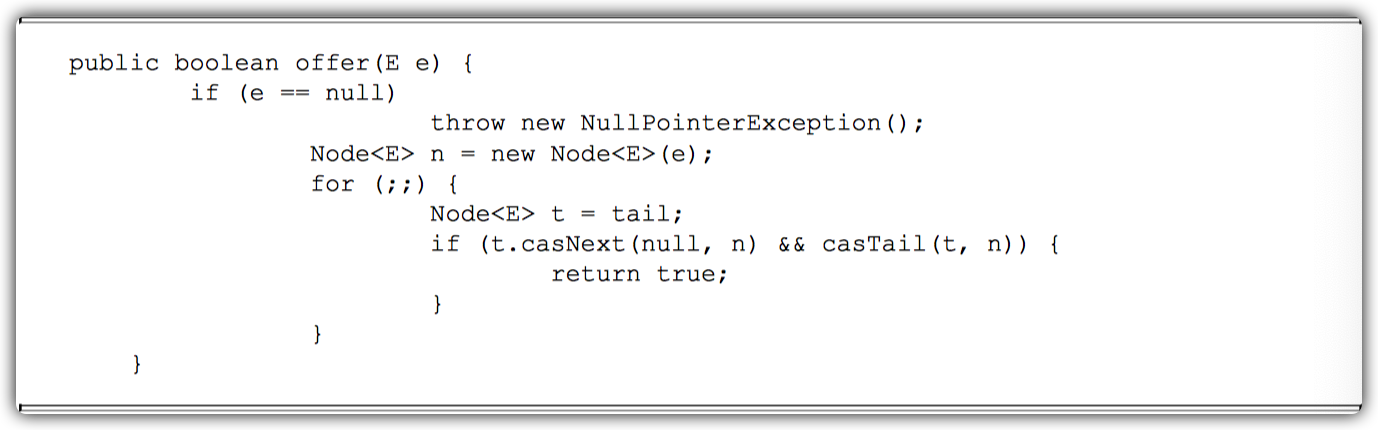 public boolean offer(E e) {
if (e == null)
throw new NullPointerException();
Node<E> n = new Node<E>(e);
for (;;) {
Node<E> t = tail;
if (t.casNext(null, n) && casTail(t, n)) {
return true;
}
}
}